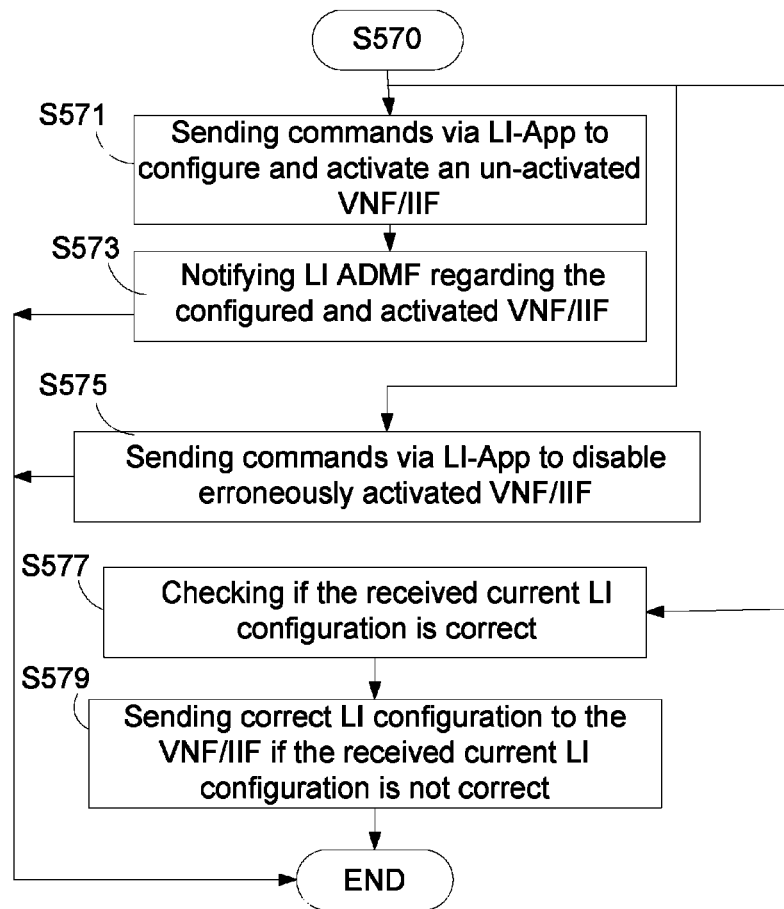 S570
S571
Sending commands via LI-App to
configure and activate an un-activated
VNF/IIF
S573
Notifying LI ADMF regarding the
configured and activated VNF/IIF
S575
Sending commands via LI-App to disable
erroneously activated VNF/IIF
S577
Checking if the received current LI
configuration is correct
S579
Sending correct LI configuration to the
VNF/IIF if the received current LI
configuration is not correct
END